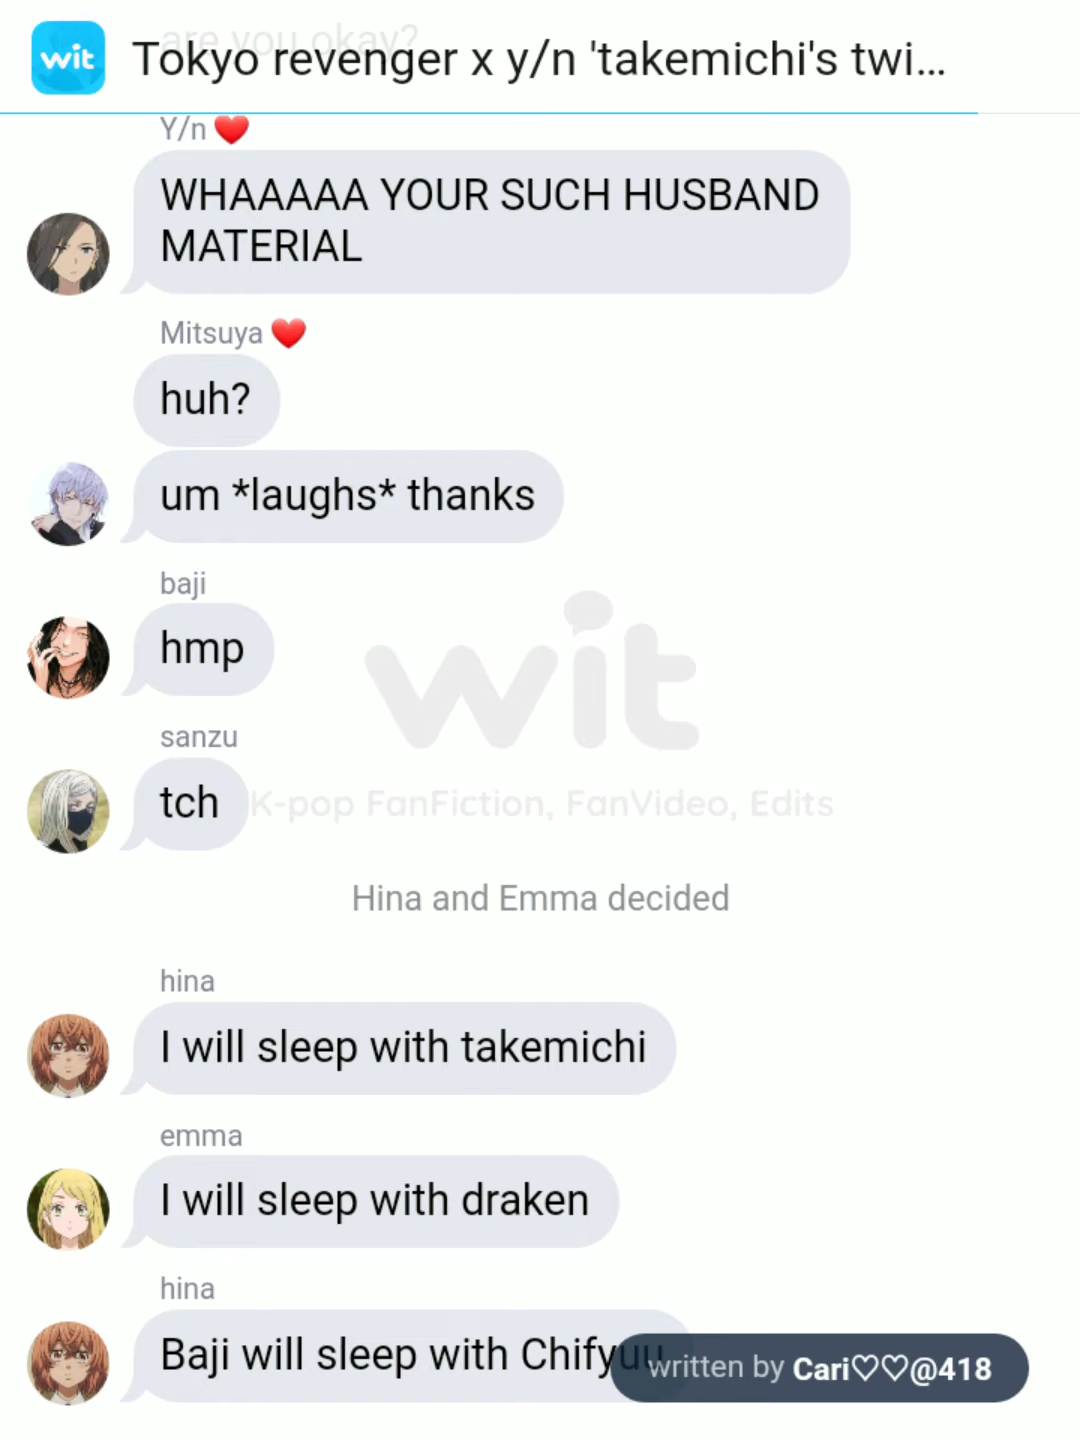 are you okay?
wit
Tokyo revenger x y/n 'takemichi's twi...
Y/n ❤️
WHAAAAA YOUR SUCH HUSBAND
MATERIAL
Mitsuya ❤️
huh?
um *laughs* thanks
baji
hmp
wit
sanzu
tch
K-pop FanFiction, FanVideo, Edits
Hina and Emma decided
hina
I will sleep with takemichi
emma
I will sleep with draken
hina
Baji will sleep with Chifyuu
written by Cari♡♡@418